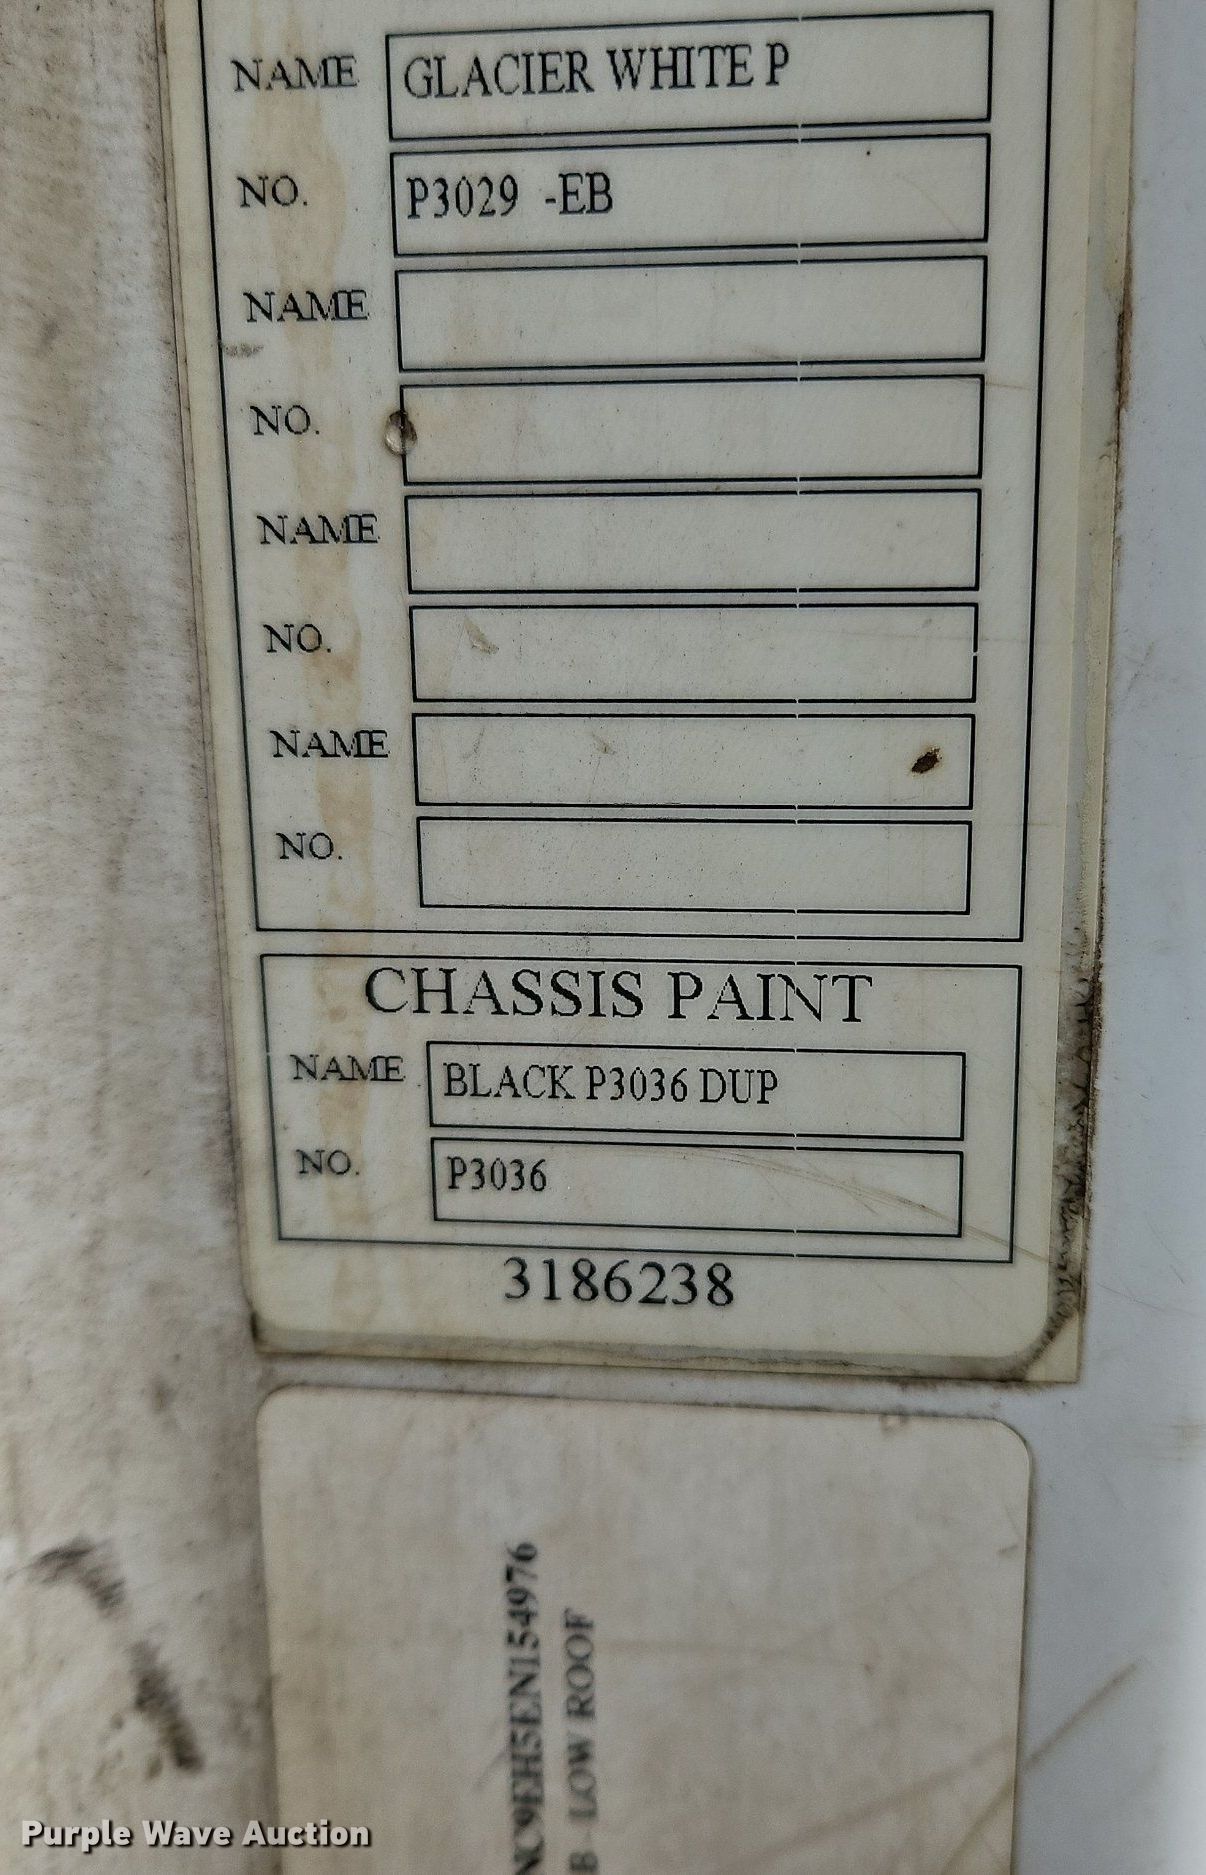 NAME GLACIER WHITE P
NO. P3029 -EB
NAME
NO.
NAME
NO.
NAME
NO.
CHASSIS PAINT
NAME BLACK P3036 DUP
NO. P3036
3186238
NC9EH5EN154976
B - LOW ROOF
Purple Wave Auction